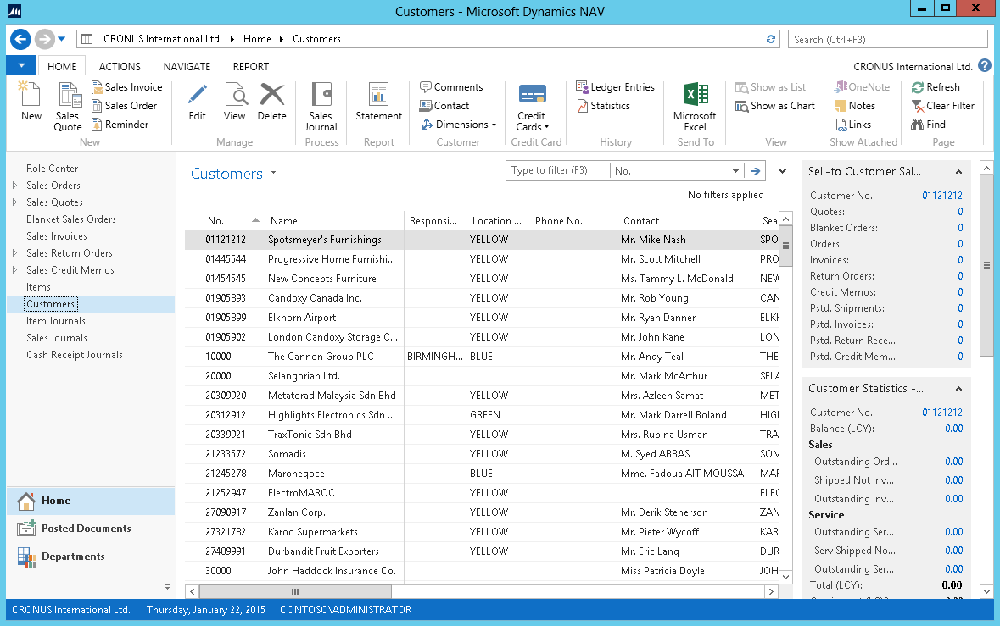 Customers - Microsoft Dynamics NAV
CRONUS International Ltd. Home Customers
Search (Ctrl+F3)
HOME ACTIONS NAVIGATE REPORT
CRONUS International Ltd.
New
Sales Quote
Sales Invoice
Sales Order
Reminder
New
Edit
View
Delete
Manage
Sales Journal
Process
Statement
Report
Comments
Contact
Dimensions
Customer
Credit Cards
Credit Card
Ledger Entries
Statistics
History
Microsoft Excel
Send To
Show as List
Show as Chart
View
OneNote
Notes
Links
Show Attached
Refresh
Clear Filter
Find
Page
Role Center
Sales Orders
Sales Quotes
Blanket Sales Orders
Sales Invoices
Sales Return Orders
Sales Credit Memos
Items
Customers
Item Journals
Sales Journals
Cash Receipt Journals
Home
Posted Documents
Departments
Customers
Type to filter (F3) No.
No filters applied
No. Name Responsi... Location ... Phone No. Contact Sea
01121212 Spotsmeyer's Furnishings YELLOW Mr. Mike Nash SPO
01445544 Progressive Home Furnishi... YELLOW Mr. Scott Mitchell PRO
01454545 New Concepts Furniture YELLOW Ms. Tammy L. McDonald NEW
01905893 Candoxy Canada Inc. YELLOW Mr. Rob Young CAN
01905899 Elkhorn Airport YELLOW Mr. Ryan Danner ELKH
01905902 London Candoxy Storage C... YELLOW Mr. John Kane LON
10000 The Cannon Group PLC BIRMINGH... BLUE Mr. Andy Teal THE
20000 Selangorian Ltd. Mr. Mark McArthur SELA
20309920 Metatorad Malaysia Sdn Bhd YELLOW Mrs. Azleen Samat MET
20312912 Highlights Electronics Sdn ... GREEN Mr. Mark Darrell Boland HIGH
20339921 TraxTonic Sdn Bhd YELLOW Mrs. Rubina Usman TRA
21233572 Somadis YELLOW M. Syed ABBAS SOM
21245278 Maronegoce BLUE Mme. Fadoua AIT MOUSSA MAR
21252947 ElectroMAROC YELLOW ELEC
27090917 Zanlan Corp. YELLOW Mr. Derik Stenerson ZAN
27321782 Karoo Supermarkets YELLOW Mr. Pieter Wycoff KAR
27489991 Durbandit Fruit Exporters YELLOW Mr. Eric Lang DUR
30000 John Haddock Insurance Co. Miss Patricia Doyle JOH
Sell-to Customer Sal...
Customer No.: 01121212
Quotes: 0
Blanket Orders: 0
Orders: 0
Invoices: 0
Return Orders: 0
Credit Memos: 0
Pstd. Shipments: 0
Pstd. Invoices: 0
Pstd. Return Rece... 0
Pstd. Credit Mem... 0
Customer Statistics -...
Customer No.: 01121212
Balance (LCY): 0.00
Sales
Outstanding Ord... 0.00
Shipped Not Inv... 0.00
Outstanding Inv... 0.00
Service
Outstanding Ser... 0.00
Serv Shipped No... 0.00
Outstanding Ser... 0.00
Total (LCY): 0.00
CRONUS International Ltd. Thursday, January 22, 2015 CONTOSO\ADMINISTRATOR